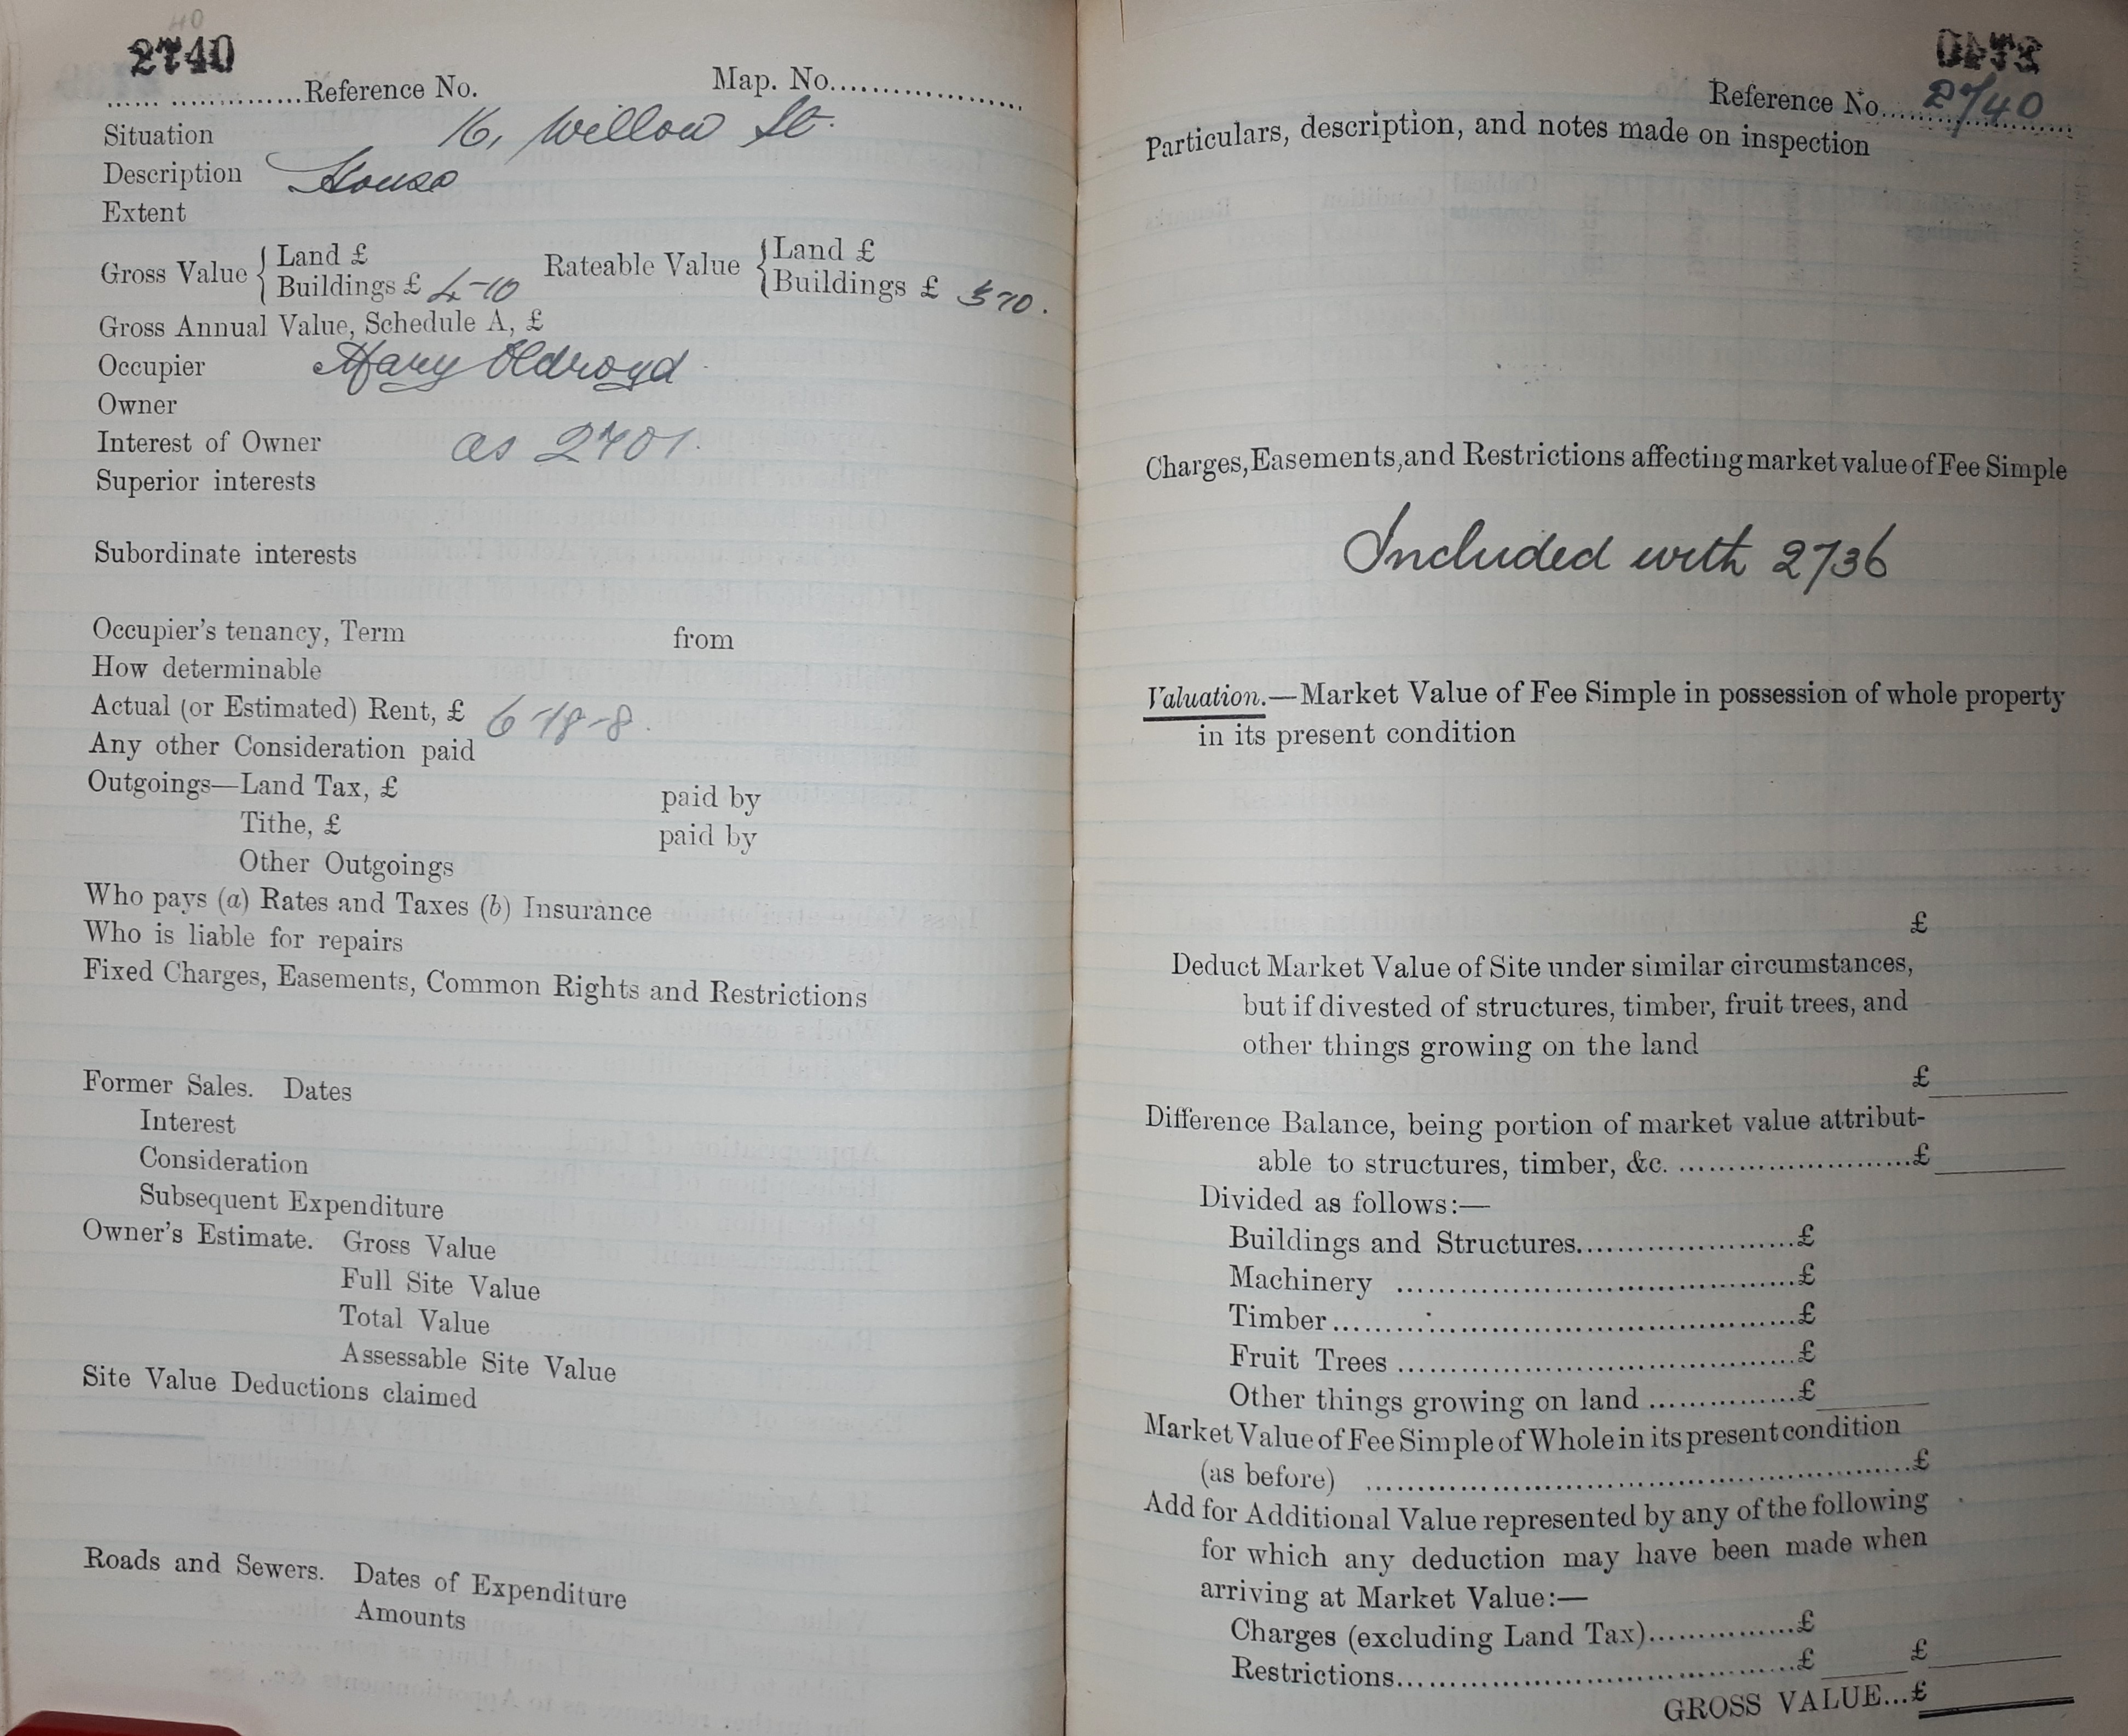 40
2740
..................Reference No. Map. No.....................
Situation 16, Willow St.
Description House
Extent
Gross Value { Land £ Rateable Value { Land £
Buildings £ 4-10 Buildings £
Gross Annual Value, Schedule A, £
Occupier Mary Oldroyd
Owner
Interest of Owner as 2701.
Superior interests
Subordinate interests
Occupier's tenancy, Term from
How determinable
Actual (or Estimated) Rent, £ 6-18-8.
Any other Consideration paid
Outgoings—Land Tax, £ paid by
Tithe, £ paid by
Other Outgoings
Who pays (a) Rates and Taxes (b) Insurance
Who is liable for repairs
Fixed Charges, Easements, Common Rights and Restrictions
Former Sales. Dates
Interest
Consideration
Subsequent Expenditure
Owner's Estimate. Gross Value
Full Site Value
Total Value
Assessable Site Value
Site Value Deductions claimed
Roads and Sewers. Dates of Expenditure
Amounts
Reference No. 2740
Particulars, description, and notes made on inspection
Charges, Easements, and Restrictions affecting market value of Fee Simple
Included with 2736
Valuation.—Market Value of Fee Simple in possession of whole property
in its present condition
£
Deduct Market Value of Site under similar circumstances,
but if divested of structures, timber, fruit trees, and
other things growing on the land
£
Difference Balance, being portion of market value attribut-
able to structures, timber, &c. ..........................£
Divided as follows:—
Buildings and Structures........................£
Machinery ............................................£
Timber...................................................£
Fruit Trees ............................................£
Other things growing on land ...............£
Market Value of Fee Simple of Whole in its present condition
(as before) ............................................................£
Add for Additional Value represented by any of the following
for which any deduction may have been made when
arriving at Market Value:—
Charges (excluding Land Tax)................£
Restrictions............................................£ £
GROSS VALUE...£